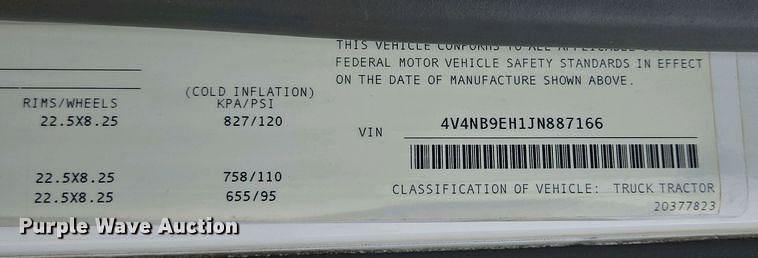 THIS VEHICLE CONFORMS TO ALL APPLICABLE
FEDERAL MOTOR VEHICLE SAFETY STANDARDS IN EFFECT
ON THE DATE OF MANUFACTURE SHOWN ABOVE.
RIMS/WHEELS (COLD INFLATION)
KPA/PSI
22.5X8.25 827/120
VIN 4V4NB9EH1JN887166
22.5X8.25 758/110
22.5X8.25 655/95
CLASSIFICATION OF VEHICLE: TRUCK TRACTOR
20377823
Purple Wave Auction